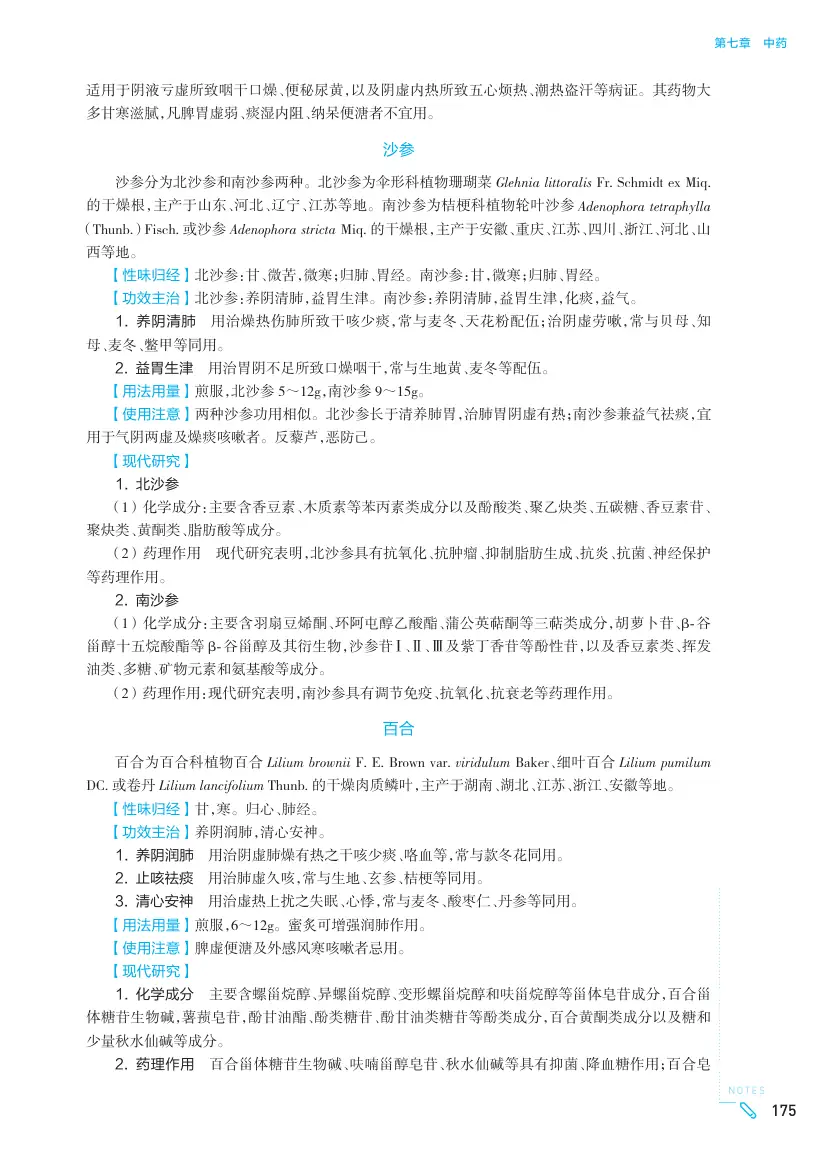 第七章　中药
适用于阴液亏虚所致咽干口燥、便秘尿黄,以及阴虚内热所致五心烦热、潮热盗汗等病证。其药物大
多甘寒滋腻,凡脾胃虚弱、痰湿内阻、纳呆便溏者不宜用。
沙参
沙参分为北沙参和南沙参两种。北沙参为伞形科植物珊瑚菜 Glehnia littoralis Fr. Schmidt ex Miq.
的干燥根,主产于山东、河北、辽宁、江苏等地。南沙参为桔梗科植物轮叶沙参 Adenophora tetraphylla
(Thunb.) Fisch. 或沙参 Adenophora stricta Miq. 的干燥根,主产于安徽、重庆、江苏、四川、浙江、河北、山
西等地。
【性味归经】北沙参:甘、微苦,微寒;归肺、胃经。南沙参:甘,微寒;归肺、胃经。
【功效主治】北沙参:养阴清肺,益胃生津。南沙参:养阴清肺,益胃生津,化痰,益气。
1. 养阴清肺　用治燥热伤肺所致干咳少痰,常与麦冬、天花粉配伍;治阴虚劳嗽,常与贝母、知
母、麦冬、鳖甲等同用。
2. 益胃生津　用治胃阴不足所致口燥咽干,常与生地黄、麦冬等配伍。
【用法用量】煎服,北沙参 5～12g,南沙参 9～15g。
【使用注意】两种沙参功用相似。北沙参长于清养肺胃,治肺胃阴虚有热;南沙参兼益气祛痰,宜
用于气阴两虚及燥痰咳嗽者。反藜芦,恶防己。
【现代研究】
1. 北沙参
(1)化学成分:主要含香豆素、木质素等苯丙素类成分以及酚酸类、聚乙炔类、五碳糖、香豆素苷、
聚炔类、黄酮类、脂肪酸等成分。
(2)药理作用　现代研究表明,北沙参具有抗氧化、抗肿瘤、抑制脂肪生成、抗炎、抗菌、神经保护
等药理作用。
2. 南沙参
(1)化学成分:主要含羽扇豆烯酮、环阿屯醇乙酸酯、蒲公英萜酮等三萜类成分,胡萝卜苷、β-谷
甾醇十五烷酸酯等 β-谷甾醇及其衍生物,沙参苷Ⅰ、Ⅱ、Ⅲ及紫丁香苷等酚性苷,以及香豆素类、挥发
油类、多糖、矿物元素和氨基酸等成分。
(2)药理作用:现代研究表明,南沙参具有调节免疫、抗氧化、抗衰老等药理作用。
百合
百合为百合科植物百合 Lilium brownii F. E. Brown var. viridulum Baker、细叶百合 Lilium pumilum
DC. 或卷丹 Lilium lancifolium Thunb. 的干燥肉质鳞叶,主产于湖南、湖北、江苏、浙江、安徽等地。
【性味归经】甘,寒。归心、肺经。
【功效主治】养阴润肺,清心安神。
1. 养阴润肺　用治阴虚肺燥有热之干咳少痰、咯血等,常与款冬花同用。
2. 止咳祛痰　用治肺虚久咳,常与生地、玄参、桔梗等同用。
3. 清心安神　用治虚热上扰之失眠、心悸,常与麦冬、酸枣仁、丹参等同用。
【用法用量】煎服,6～12g。蜜炙可增强润肺作用。
【使用注意】脾虚便溏及外感风寒咳嗽者忌用。
【现代研究】
1. 化学成分　主要含螺甾烷醇、异螺甾烷醇、变形螺甾烷醇和呋甾烷醇等甾体皂苷成分,百合甾
体糖苷生物碱,薯蓣皂苷,酚甘油酯、酚类糖苷、酚甘油类糖苷等酚类成分,百合黄酮类成分以及糖和
少量秋水仙碱等成分。
2. 药理作用　百合甾体糖苷生物碱、呋喃甾醇皂苷、秋水仙碱等具有抑菌、降血糖作用;百合皂
NOTES
175